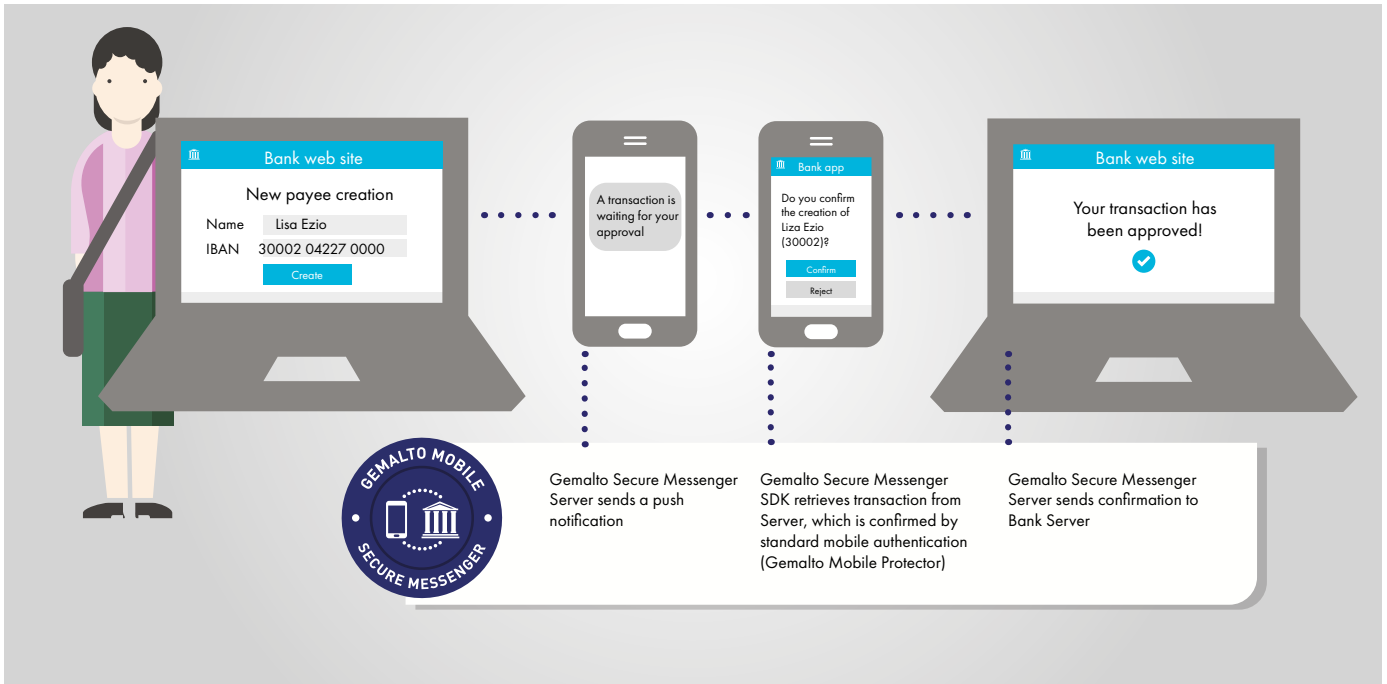 Bank web site
New payee creation
Name Lisa Ezio
IBAN 30002 04227 0000
Create
A transaction is
waiting for your
approval
Bank app
Do you confirm
the creation of
Liza Ezio
(30002)?
Confirm
Reject
Bank web site
Your transaction has
been approved!
GEMALTO MOBILE
SECURE MESSENGER
Gemalto Secure Messenger
Server sends a push
notification
Gemalto Secure Messenger
SDK retrieves transaction from
Server, which is confirmed by
standard mobile authentication
(Gemalto Mobile Protector)
Gemalto Secure Messenger
Server sends confirmation to
Bank Server